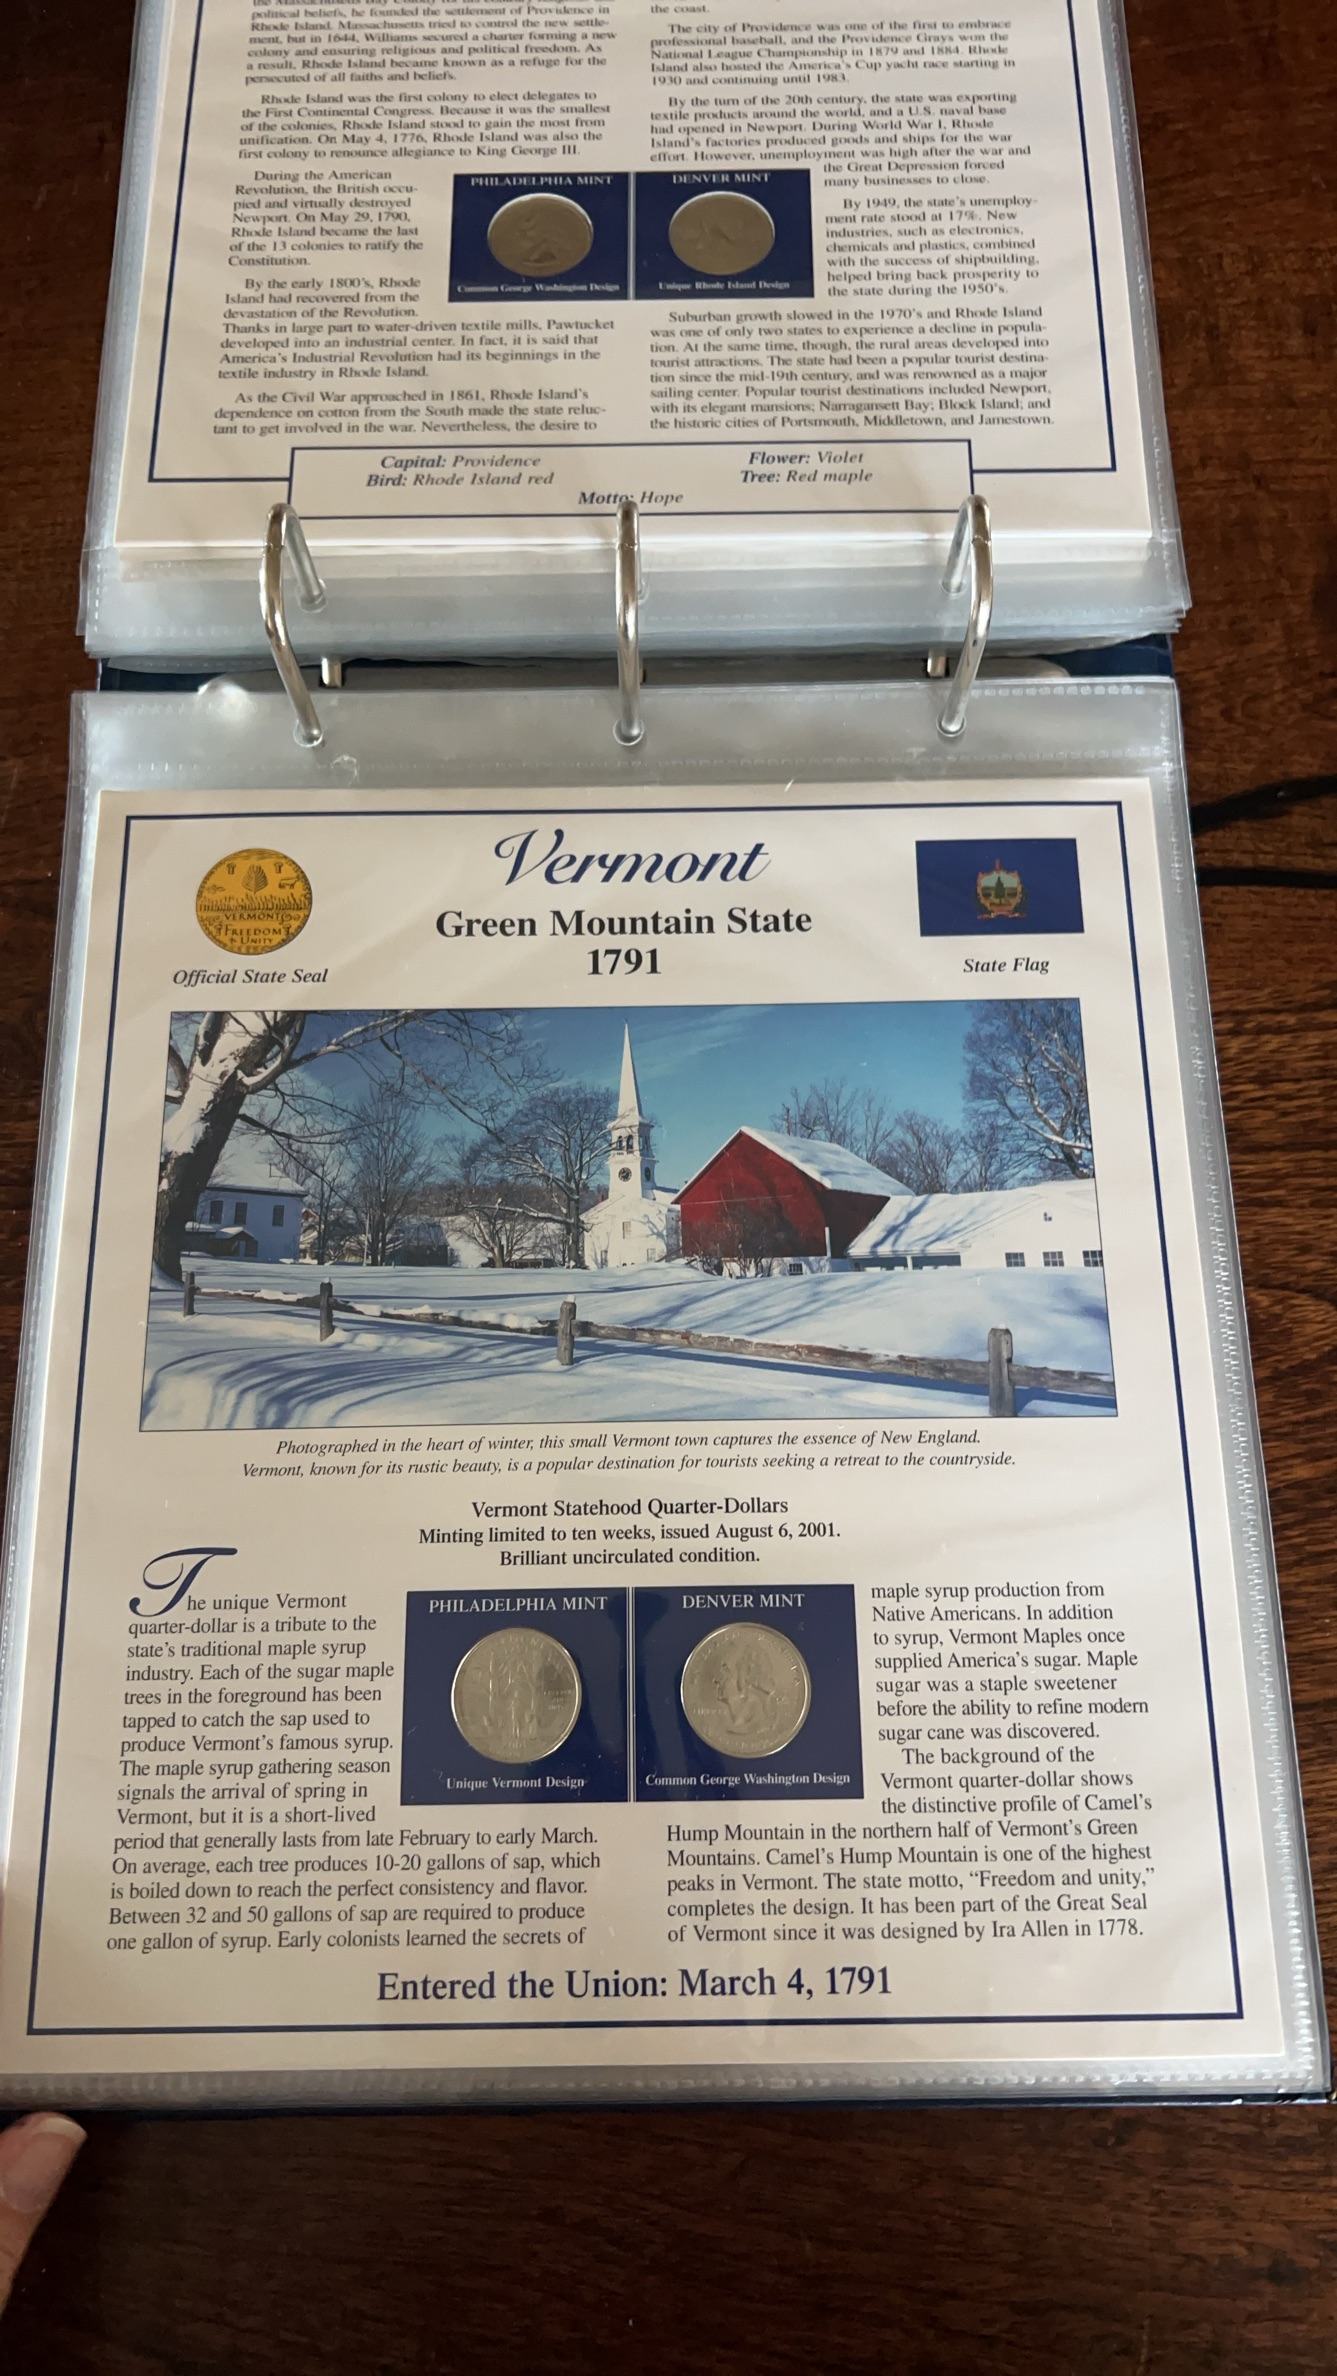 political beliefs, he founded the settlement of Providence in
Rhode Island. Massachusetts tried to control the new settle-
ment, but in 1644, Williams secured a charter forming a new
colony and ensuring religious and political freedom. As
a result, Rhode Island became known as a refuge for the
persecuted of all faiths and beliefs.
Rhode Island was the first colony to elect delegates to
the First Continental Congress. Because it was the smallest
of the colonies, Rhode Island stood to gain the most from
unification. On May 4, 1776, Rhode Island was also the
first colony to renounce allegiance to King George III.
During the American
Revolution, the British occu-
pied and virtually destroyed
Newport. On May 29, 1790,
Rhode Island became the last
of the 13 colonies to ratify the
Constitution.
By the early 1800's, Rhode
Island had recovered from the
devastation of the Revolution.
Thanks in large part to water-driven textile mills, Pawtucket
developed into an industrial center. In fact, it is said that
America's Industrial Revolution had its beginnings in the
textile industry in Rhode Island.
As the Civil War approached in 1861, Rhode Island's
dependence on cotton from the South made the state reluc-
tant to get involved in the war. Nevertheless, the desire to
PHILADELPHIA MINT
Common George Washington Design
DENVER MINT
Unique Rhode Island Design
the coast.
The city of Providence was one of the first to embrace
professional baseball, and the Providence Grays won the
National League Championship in 1879 and 1884. Rhode
Island also hosted the America's Cup yacht race starting in
1930 and continuing until 1983.
By the turn of the 20th century, the state was exporting
textile products around the world, and a U.S. naval base
had opened in Newport. During World War I, Rhode
Island's factories produced goods and ships for the war
effort. However, unemployment was high after the war and
the Great Depression forced
many businesses to close.
By 1949, the state's unemploy-
ment rate stood at 17%. New
industries, such as electronics,
chemicals and plastics, combined
with the success of shipbuilding,
helped bring back prosperity to
the state during the 1950's.
Suburban growth slowed in the 1970's and Rhode Island
was one of only two states to experience a decline in popula-
tion. At the same time, though, the rural areas developed into
tourist attractions. The state had been a popular tourist destina-
tion since the mid-19th century, and was renowned as a major
sailing center. Popular tourist destinations included Newport,
with its elegant mansions; Narragansett Bay; Block Island; and
the historic cities of Portsmouth, Middletown, and Jamestown.
Capital: Providence
Bird: Rhode Island red
Flower: Violet
Tree: Red maple
Motto: Hope
Vermont
Green Mountain State
1791
VERMONT
FREEDOM
& UNITY
Official State Seal
State Flag
Photographed in the heart of winter, this small Vermont town captures the essence of New England.
Vermont, known for its rustic beauty, is a popular destination for tourists seeking a retreat to the countryside.
Vermont Statehood Quarter-Dollars
Minting limited to ten weeks, issued August 6, 2001.
Brilliant uncirculated condition.
The unique Vermont
quarter-dollar is a tribute to the
state's traditional maple syrup
industry. Each of the sugar maple
trees in the foreground has been
tapped to catch the sap used to
produce Vermont's famous syrup.
The maple syrup gathering season
signals the arrival of spring in
Vermont, but it is a short-lived
period that generally lasts from late February to early March.
On average, each tree produces 10-20 gallons of sap, which
is boiled down to reach the perfect consistency and flavor.
Between 32 and 50 gallons of sap are required to produce
one gallon of syrup. Early colonists learned the secrets of
PHILADELPHIA MINT
Unique Vermont Design
DENVER MINT
Common George Washington Design
maple syrup production from
Native Americans. In addition
to syrup, Vermont Maples once
supplied America's sugar. Maple
sugar was a staple sweetener
before the ability to refine modern
sugar cane was discovered.
The background of the
Vermont quarter-dollar shows
the distinctive profile of Camel's
Hump Mountain in the northern half of Vermont's Green
Mountains. Camel's Hump Mountain is one of the highest
peaks in Vermont. The state motto, “Freedom and unity,”
completes the design. It has been part of the Great Seal
of Vermont since it was designed by Ira Allen in 1778.
Entered the Union: March 4, 1791